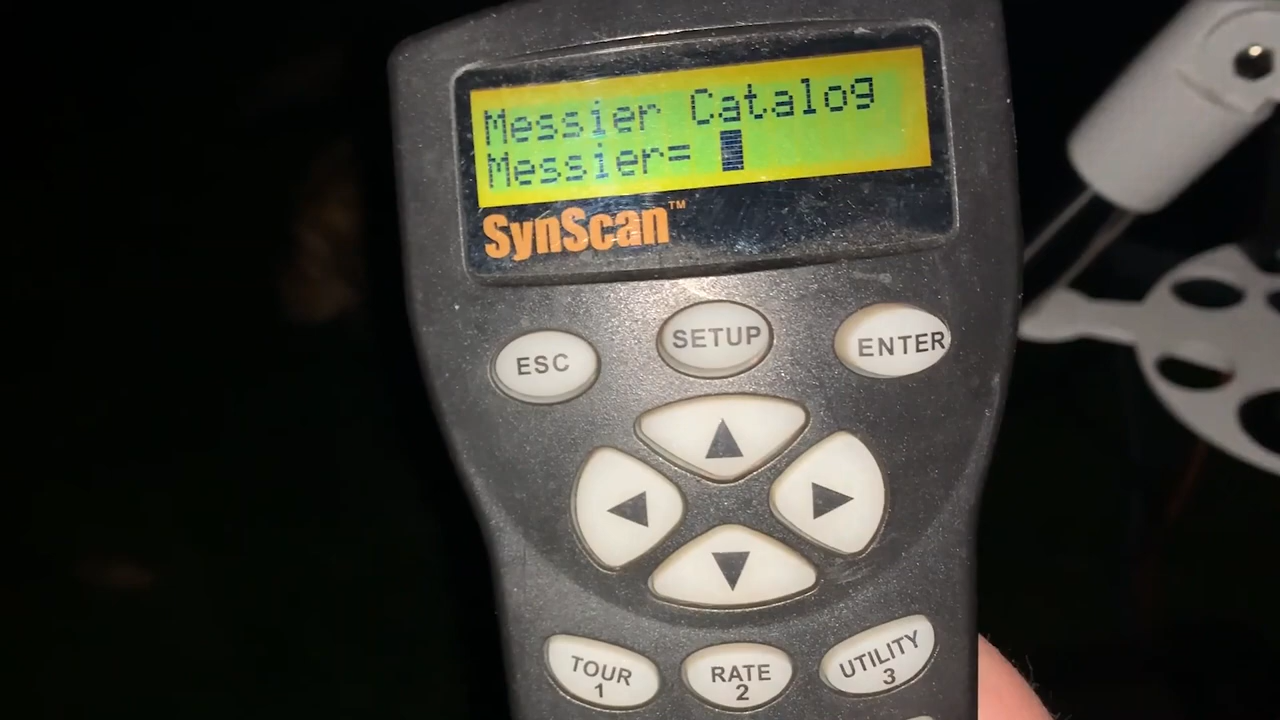 Messier Catalog
Messier=
SynScan™
ESC
SETUP
ENTER
TOUR
1
RATE
2
UTILITY
3